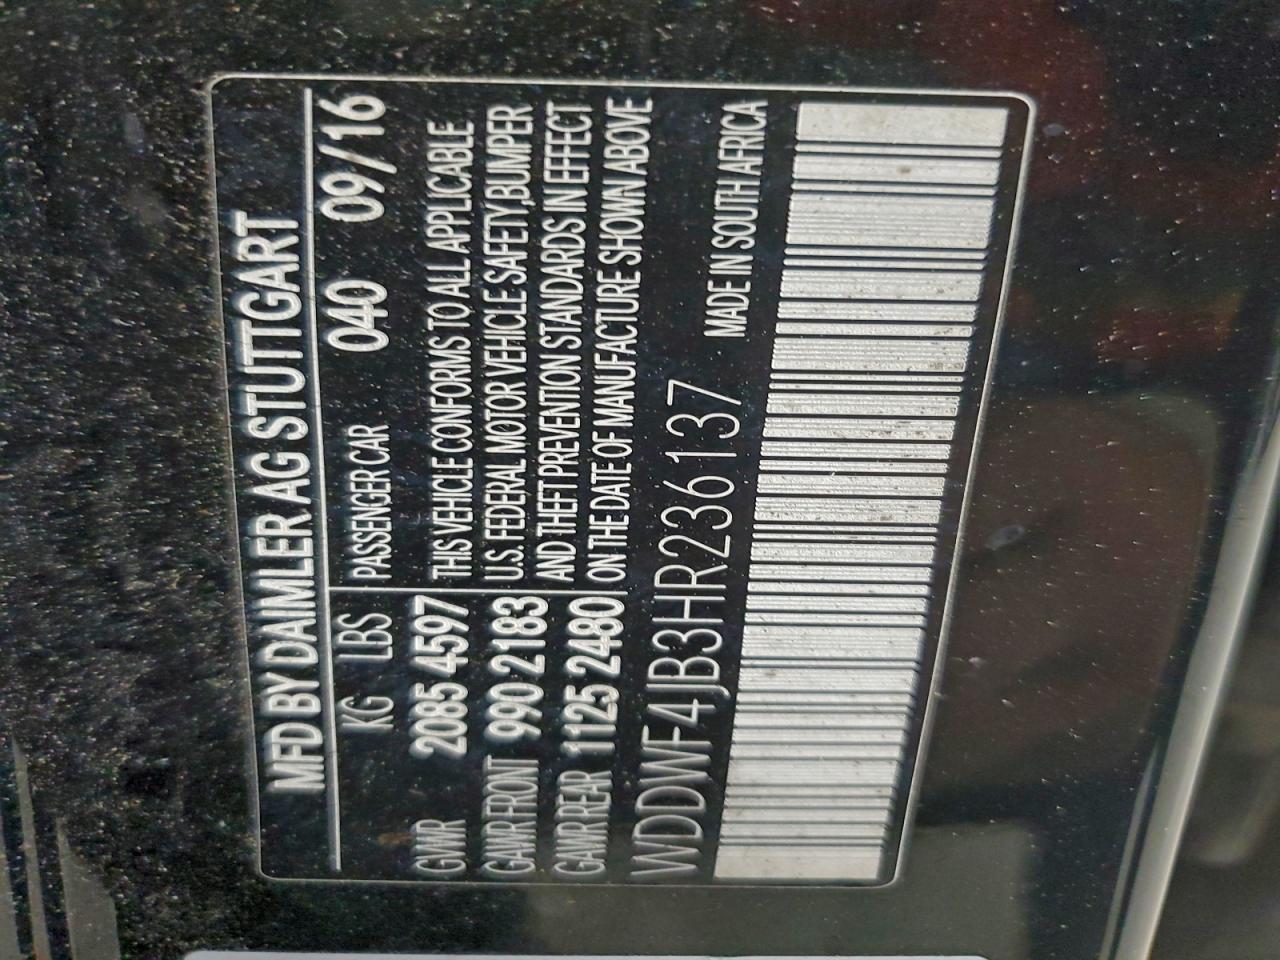 MFD BY DAIMLER AG STUTTGART
KG LBS PASSENGER CAR 040 09/16
GVWR 2085 4597 THIS VEHICLE CONFORMS TO ALL APPLICABLE
GAWR FRONT 990 2183 U.S. FEDERAL MOTOR VEHICLE SAFETY,BUMPER
GAWR REAR 1125 2480 AND THEFT PREVENTION STANDARDS IN EFFECT
ON THE DATE OF MANUFACTURE SHOWN ABOVE
WDDWF4JB3HR236137
MADE IN SOUTH AFRICA